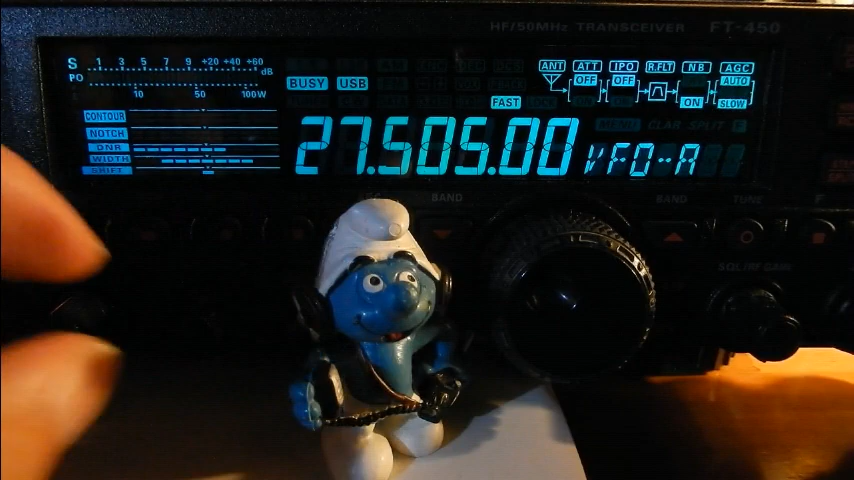 HF/50MHz TRANSCEIVER FT-450
S 1 3 5 7 9 +20 +40 +60 dB
PO
10 50 100W
BUSY USB
ANT ATT IPO R.FLT NB AGC
OFF OFF AUTO
ON SLOW
FAST
CONTOUR
NOTCH
DNR
WIDTH
SHIFT
27.505.00 VFO-A
MENU CLAR SPLIT F
BAND BAND TUNE F
SQL/RF GAIN